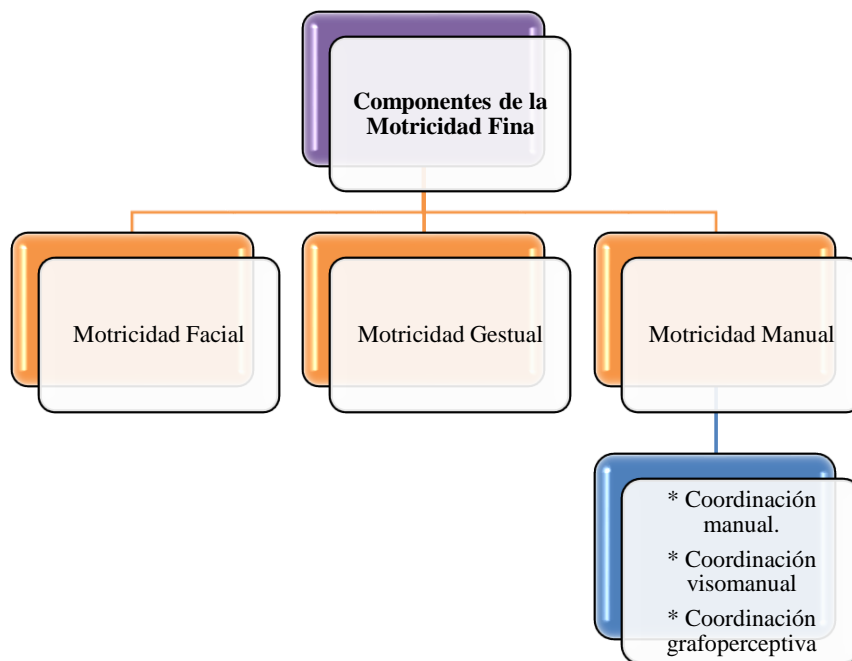 Componentes de la
Motricidad Fina
Motricidad Facial
Motricidad Gestual
Motricidad Manual
* Coordinación
manual.
* Coordinación
visomanual
* Coordinación
grafoperceptiva